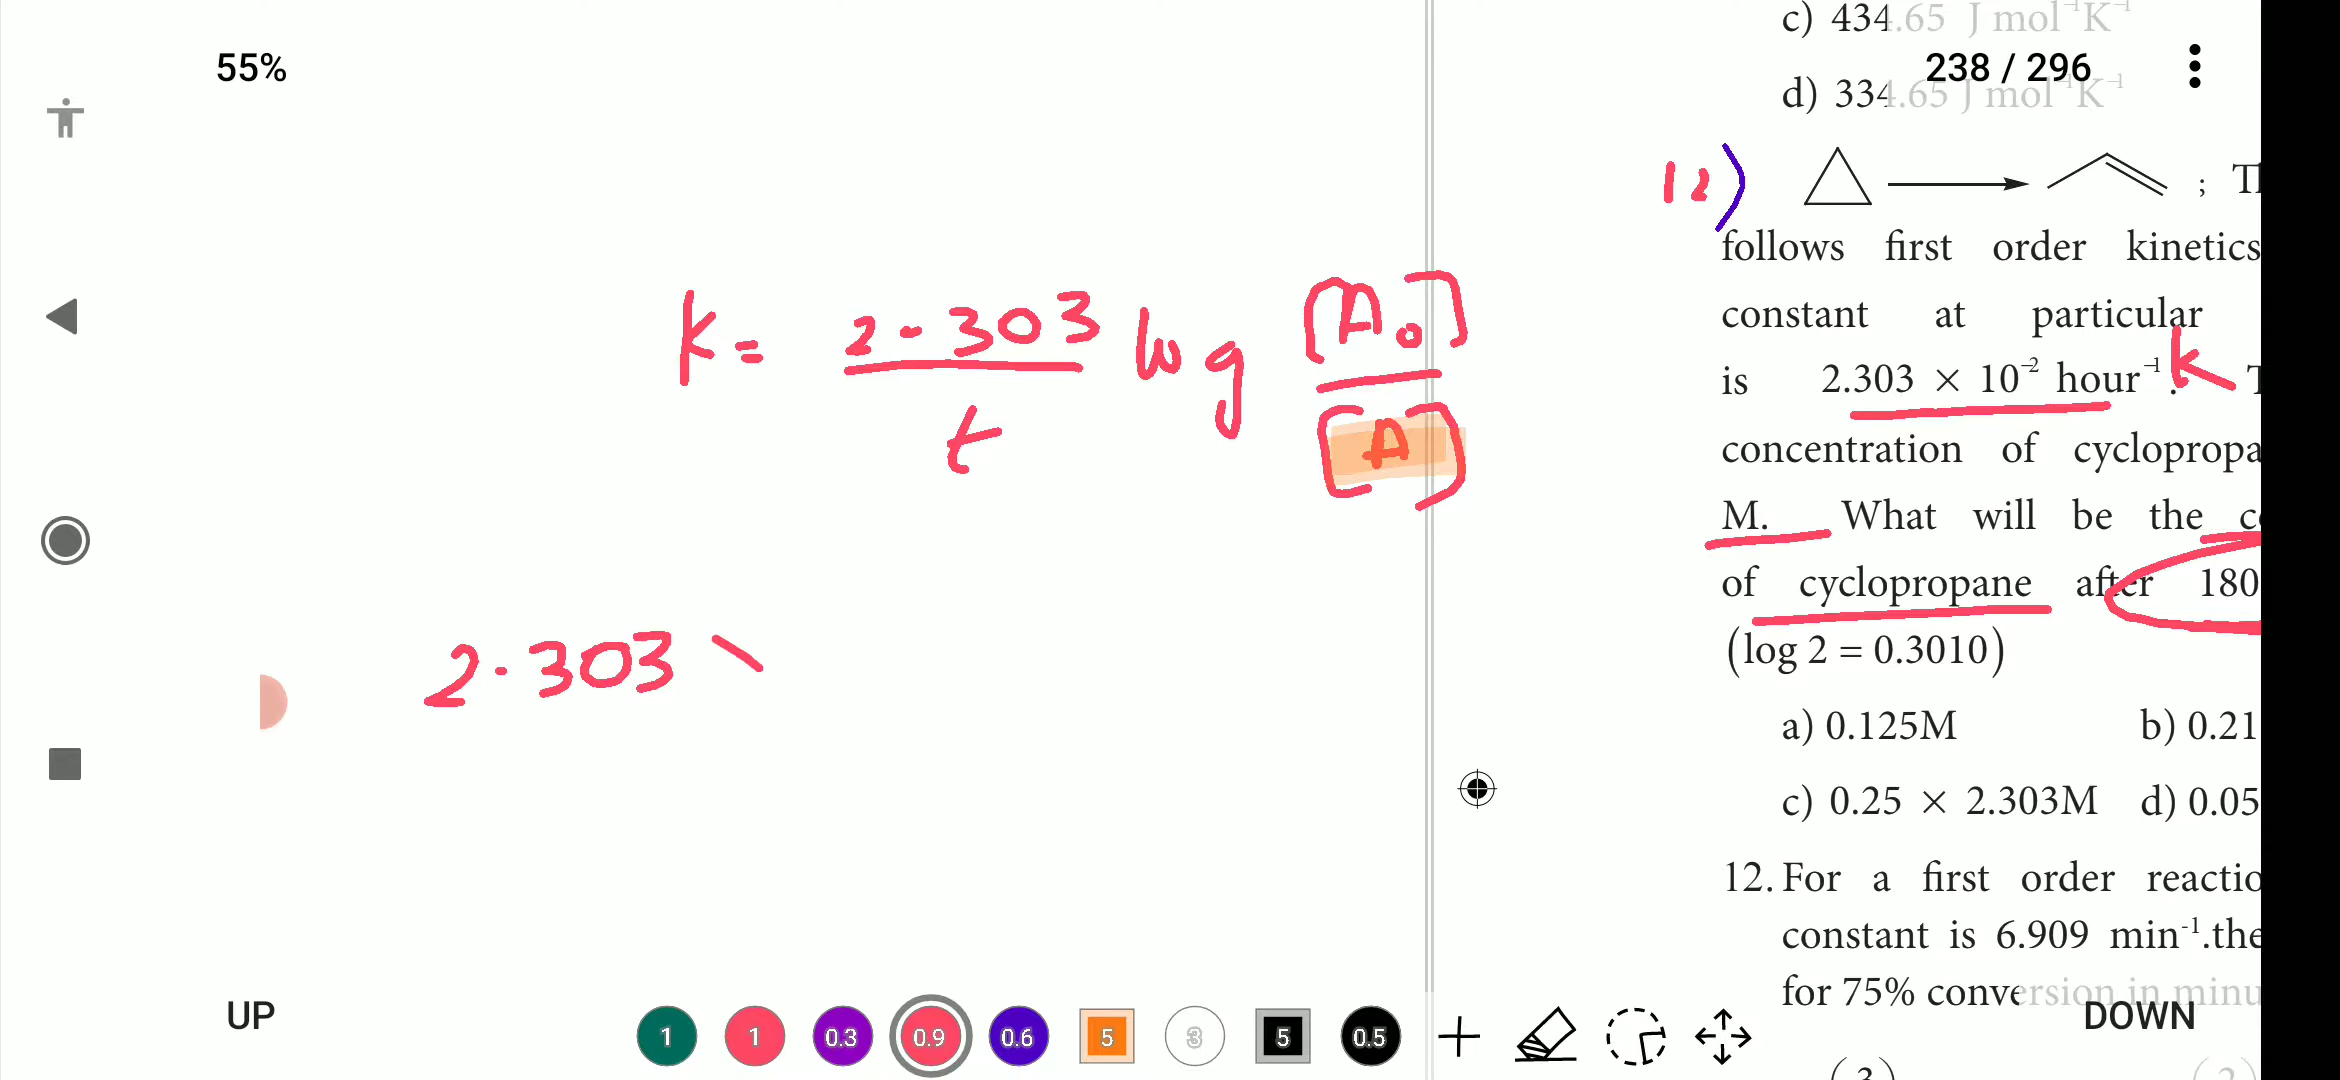 55%
238 / 296
K = 2.303 / t log [A₀] / [A]
2.303
UP
1 1 0.3 0.9 0.6 5 3 5 0.5
c) 434.65 J mol⁻¹K⁻¹
d) 334.65 J mol⁻¹K⁻¹
12)
;
follows first order kinetics
constant at particular
is 2.303 × 10⁻² hour⁻¹. K
concentration of
M. What will be the
of cyclopropane after 180
(log 2 = 0.3010)
a) 0.125M b) 0.21
c) 0.25 × 2.303M d) 0.05
12. For a first order
constant is 6.909 min⁻¹.the
for 75% conversion in
DOWN